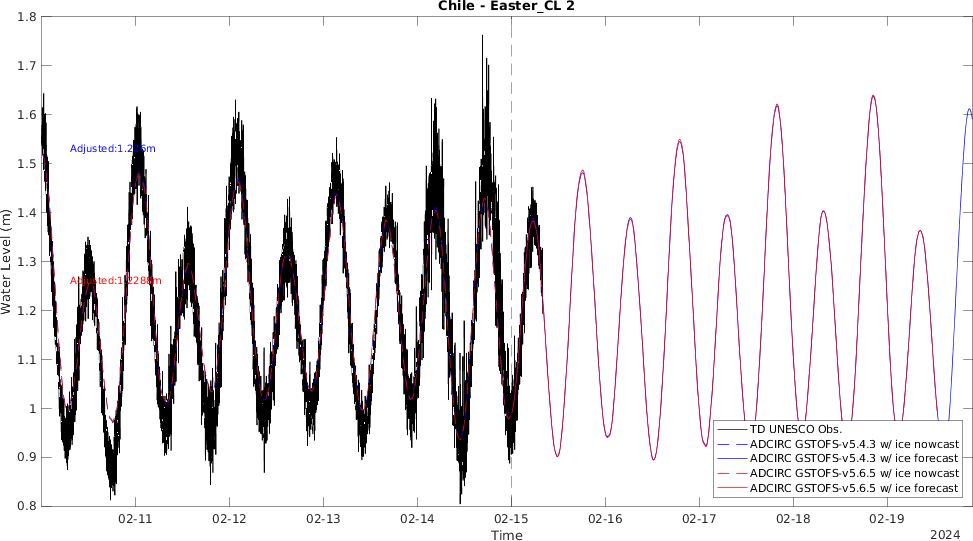 Chile - Easter_CL 2
1.8
1.7
1.6
1.5
1.4
1.3
1.2
1.1
1
0.9
0.8
Water Level (m)
Adjusted:
Adjusted:1.2288m
TD UNESCO Obs.
ADCIRC GSTOFS-v5.4.3 w/ ice nowcast
ADCIRC GSTOFS-v5.4.3 w/ ice forecast
ADCIRC GSTOFS-v5.6.5 w/ ice nowcast
ADCIRC GSTOFS-v5.6.5 w/ ice forecast
02-11 02-12 02-13 02-14 02-15 02-16 02-17 02-18 02-19
Time
2024